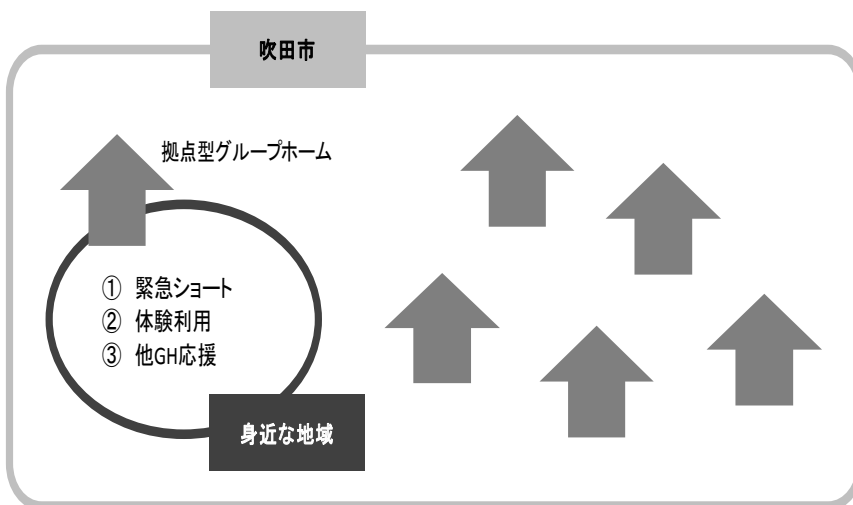 吹田市
拠点型グループホーム
① 緊急ショート
② 体験利用
③ 他GH応援
身近な地域